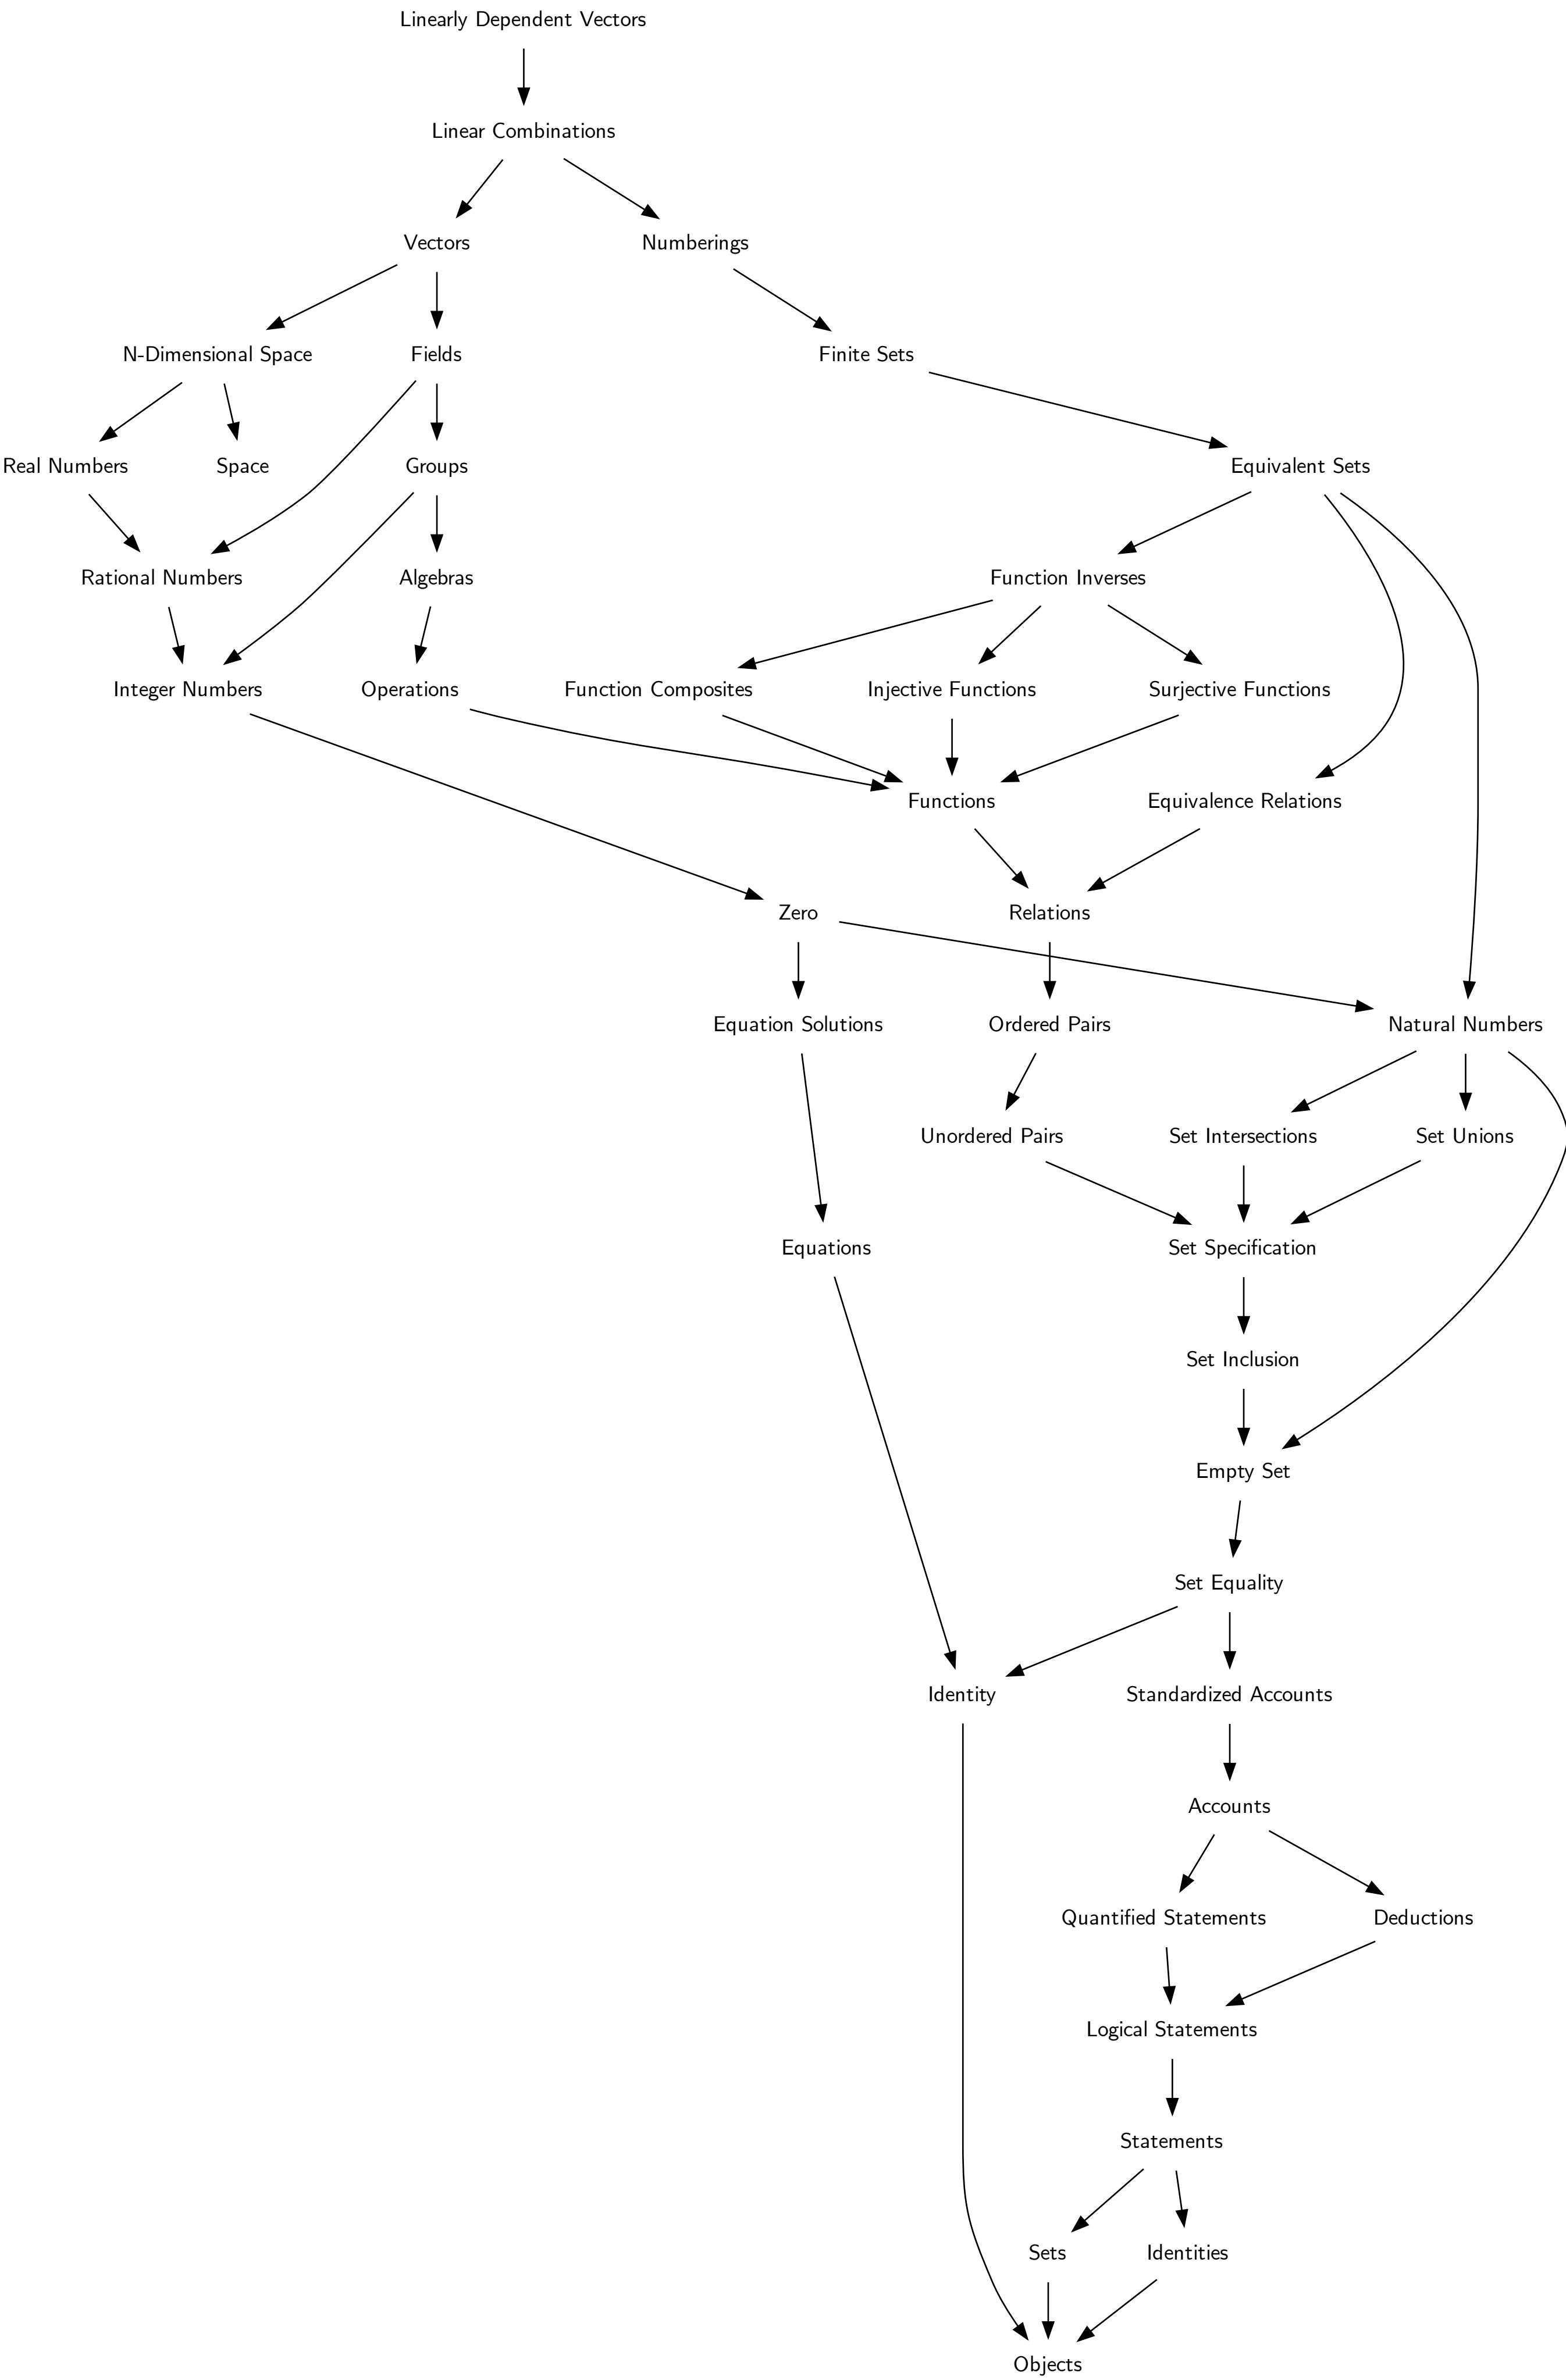 Linearly Dependent Vectors
Linear Combinations
Vectors
Numberings
N-Dimensional Space
Fields
Finite Sets
Real Numbers
Space
Groups
Equivalent Sets
Rational Numbers
Algebras
Function Inverses
Integer Numbers
Operations
Function Composites
Injective Functions
Surjective Functions
Functions
Equivalence Relations
Zero
Relations
Equation Solutions
Ordered Pairs
Natural Numbers
Unordered Pairs
Set Intersections
Set Unions
Equations
Set Specification
Set Inclusion
Empty Set
Set Equality
Identity
Standardized Accounts
Accounts
Quantified Statements
Deductions
Logical Statements
Statements
Sets
Identities
Objects